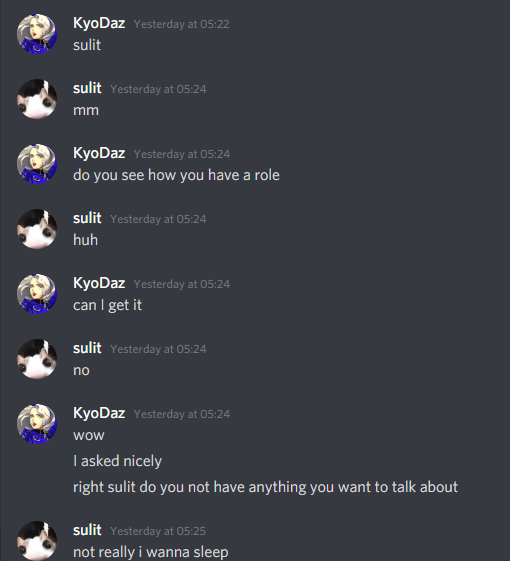 KyoDaz Yesterday at 05:22
sulit
sulit Yesterday at 05:24
mm
KyoDaz Yesterday at 05:24
do you see how you have a role
sulit Yesterday at 05:24
huh
KyoDaz Yesterday at 05:24
can I get it
sulit Yesterday at 05:24
no
KyoDaz Yesterday at 05:24
wow
I asked nicely
right sulit do you not have anything you want to talk about
sulit Yesterday at 05:25
not really i wanna sleep